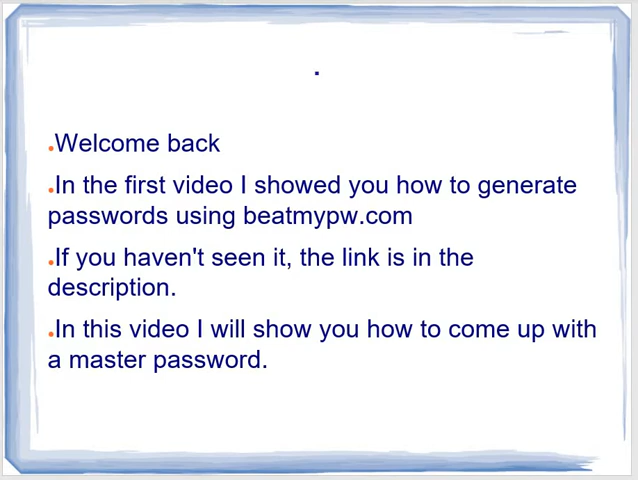 .
Welcome back
In the first video I showed you how to generate
passwords using beatmypw.com
If you haven't seen it, the link is in the
description.
In this video I will show you how to come up with
a master password.